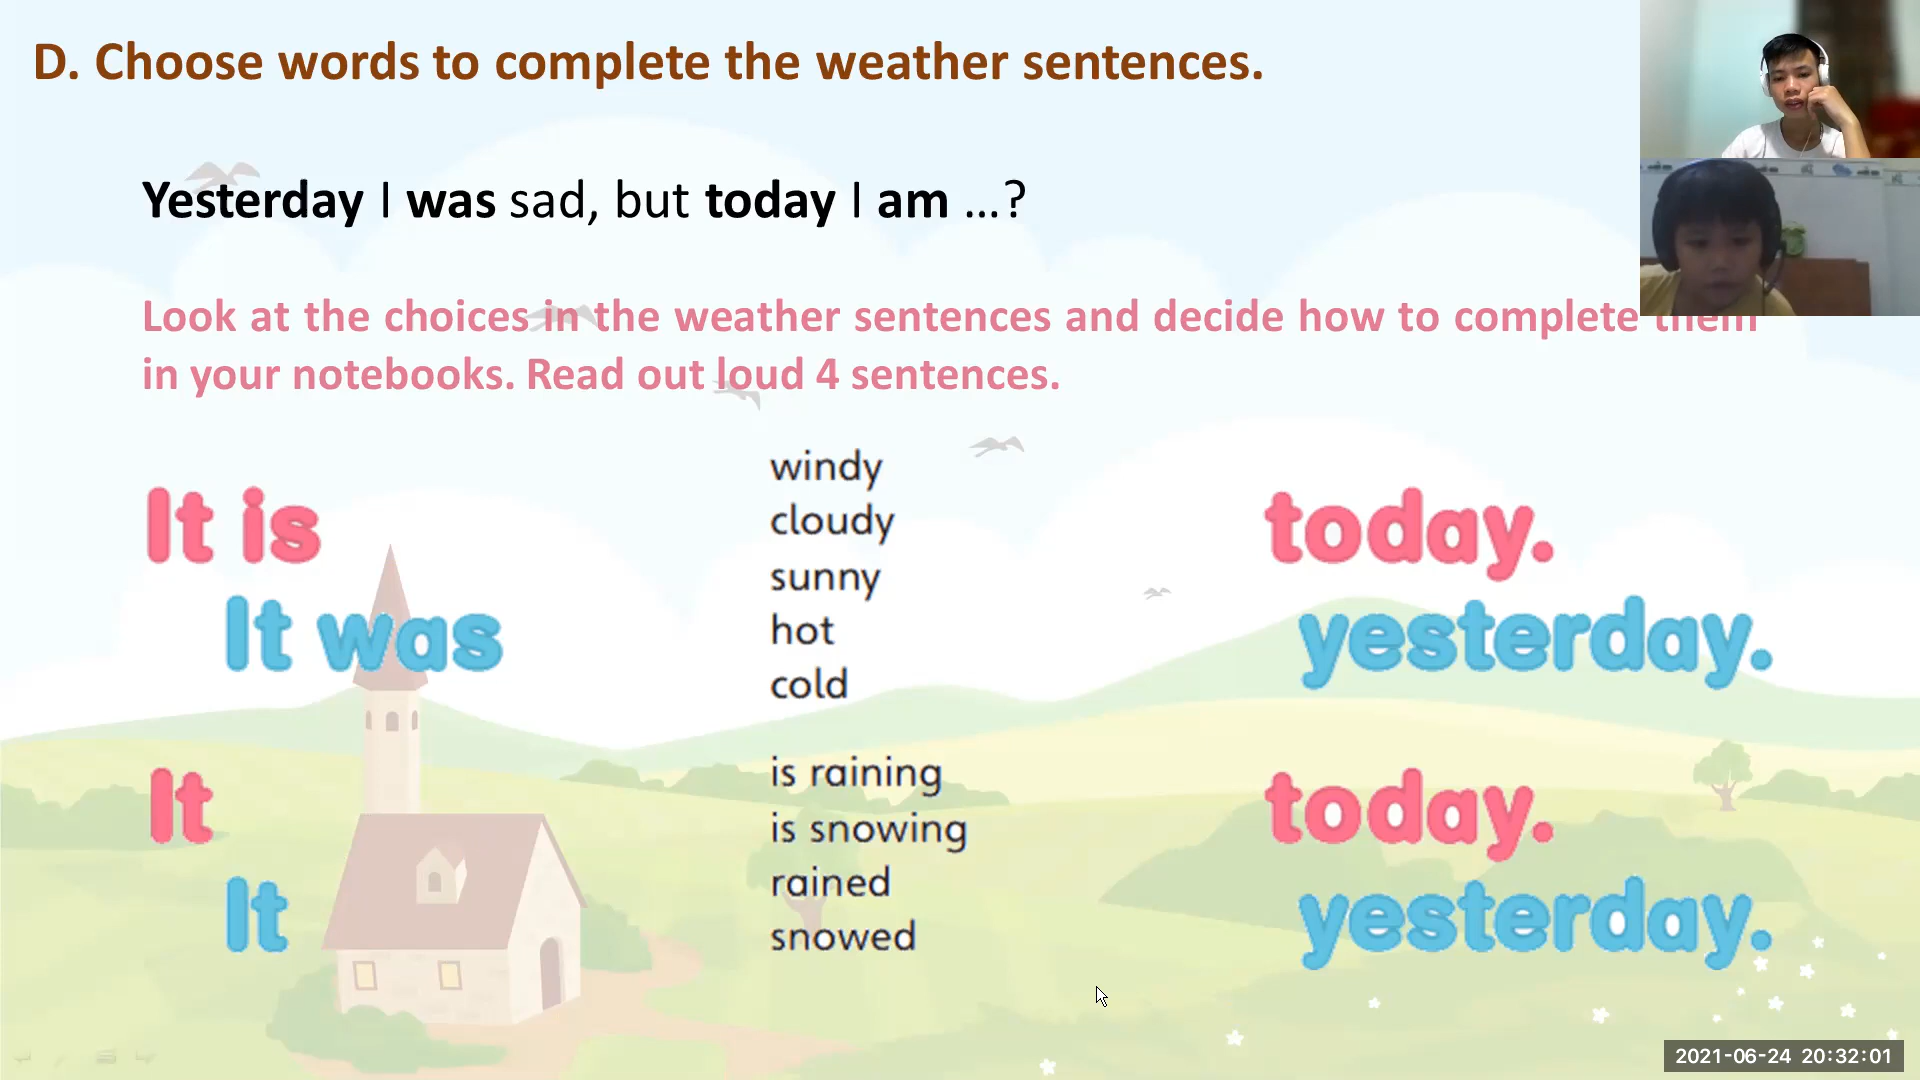 D. Choose words to complete the weather sentences.
Yesterday I was sad, but today I am ...?
Look at the choices in the weather sentences and decide how to complete them
in your notebooks. Read out loud 4 sentences.
windy
cloudy
sunny
hot
cold
It is
today.
It was
yesterday.
is raining
is snowing
rained
snowed
It
today.
It
yesterday.
2021-06-24 20:32:01